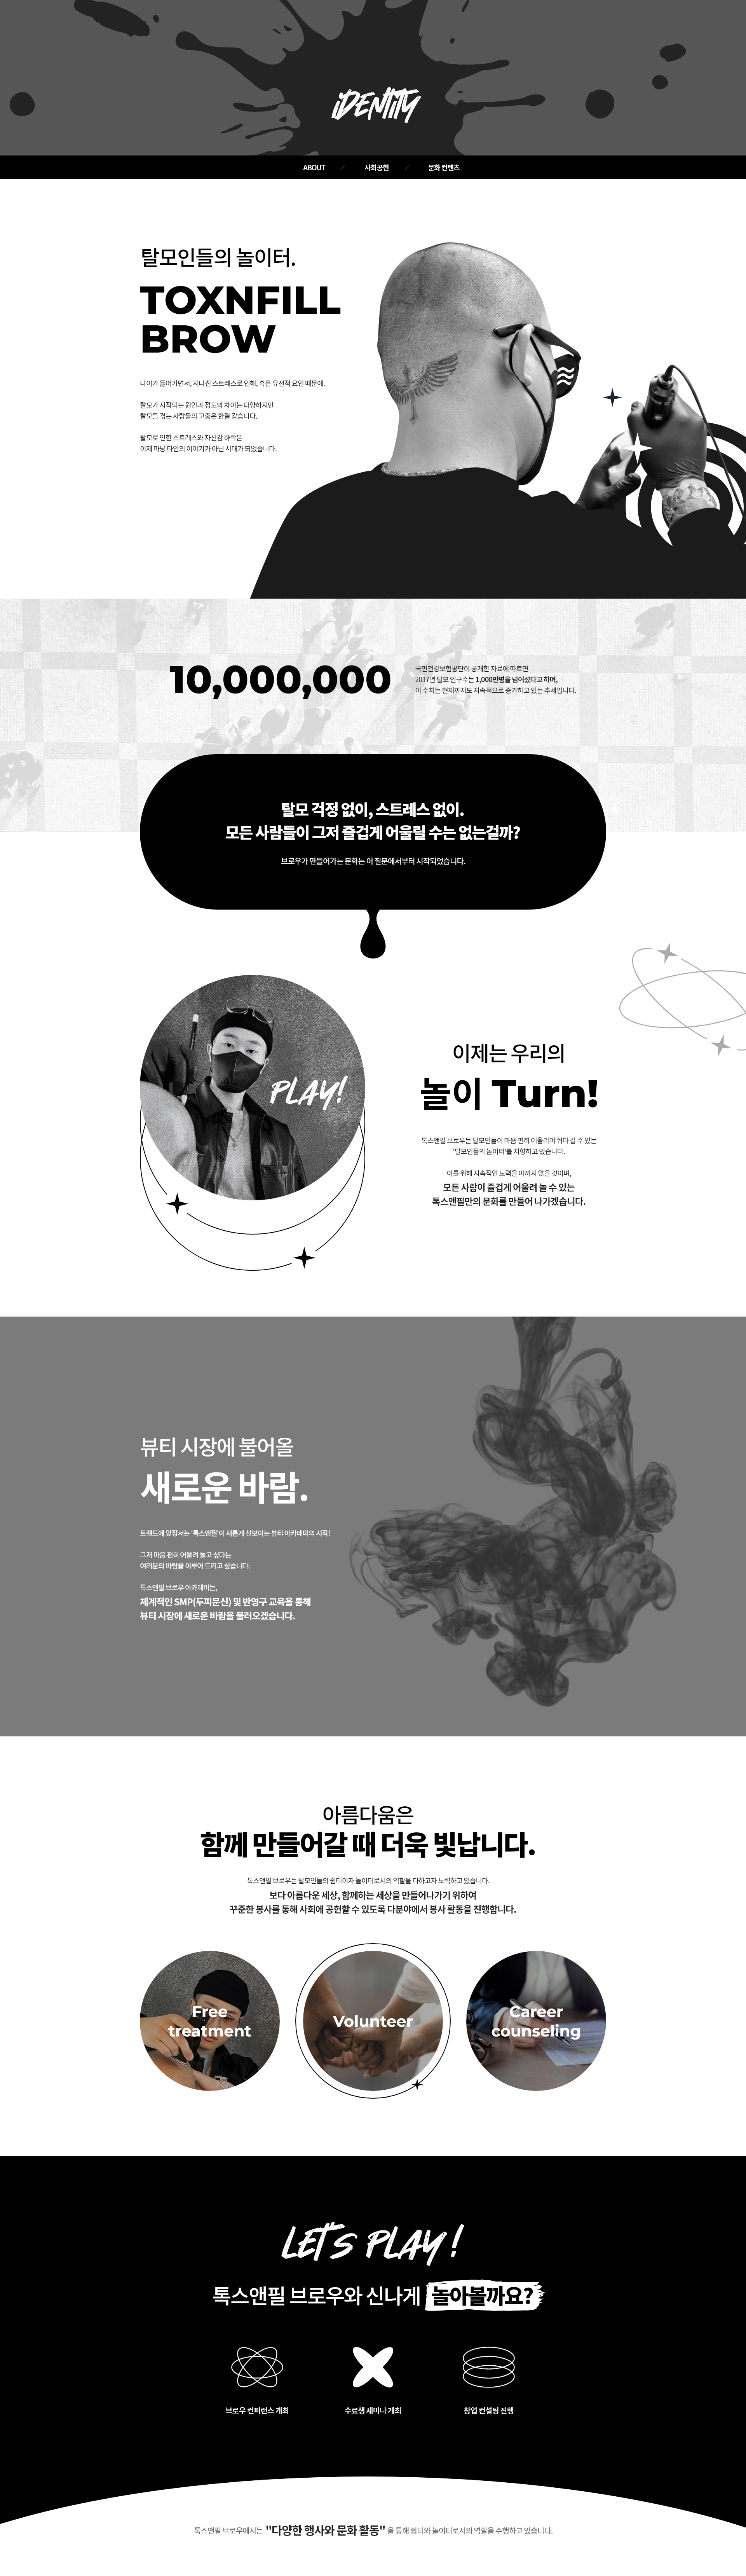 iDENTITY
ABOUT / 사회공헌 / 문화 컨텐츠
탈모인들의 놀이터.
TOXNFILL
BROW
나이가 들어가면서, 지나친 스트레스로 인해, 혹은 유전적 요인 때문에.
탈모가 시작되는 원인과 정도의 차이는 다양하지만
탈모를 겪는 사람들의 고충은 한결 같습니다.
탈모로 인한 스트레스와 자신감 하락은
이제 마냥 타인의 이야기가 아닌 시대가 되었습니다.
10,000,000
국민건강보험공단이 공개한 자료에 따르면
2017년 탈모 인구수는 1,000만명을 넘어섰다고 하며,
이 수치는 현재까지도 지속적으로 증가하고 있는 추세입니다.
탈모 걱정 없이, 스트레스 없이.
모든 사람들이 그저 즐겁게 어울릴 수는 없는걸까?
브로우가 만들어가는 문화는 이 질문에서부터 시작되었습니다.
PLAY!
이제는 우리의
놀이 Turn!
톡스앤필 브로우는 탈모인들이 마음 편히 어울리며 쉬다 갈 수 있는
'탈모인들의 놀이터'를 지향하고 있습니다.
이를 위해 지속적인 노력을 아끼지 않을 것이며,
모든 사람이 즐겁게 어울려 놀 수 있는
톡스앤필만의 문화를 만들어 나가겠습니다.
뷰티 시장에 불어올
새로운 바람.
트렌드에 앞장서는 '톡스앤필'이 새롭게 선보이는 뷰티 아카데미의 시작!
그저 마음 편히 어울려 놀고 싶다는
여러분의 바람을 이루어 드리고 싶습니다.
톡스앤필 브로우 아카데미는,
체계적인 SMP(두피문신) 및 반영구 교육을 통해
뷰티 시장에 새로운 바람을 불러오겠습니다.
아름다움은
함께 만들어갈 때 더욱 빛납니다.
톡스앤필 브로우는 탈모인들의 쉼터이자 놀이터로서의 역할을 다하고자 노력하고 있습니다.
보다 아름다운 세상, 함께하는 세상을 만들어나가기 위하여
꾸준한 봉사를 통해 사회에 공헌할 수 있도록 다분야에서 봉사 활동을 진행합니다.
Free
treatment
Volunteer
Career
counseling
LET'S PLAY!
톡스앤필 브로우와 신나게 놀아볼까요?
브로우 컨퍼런스 개최
수료생 세미나 개최
창업 컨설팅 진행
톡스앤필 브로우에서는 "다양한 행사와 문화 활동" 을 통해 쉼터와 놀이터로서의 역할을 수행하고 있습니다.